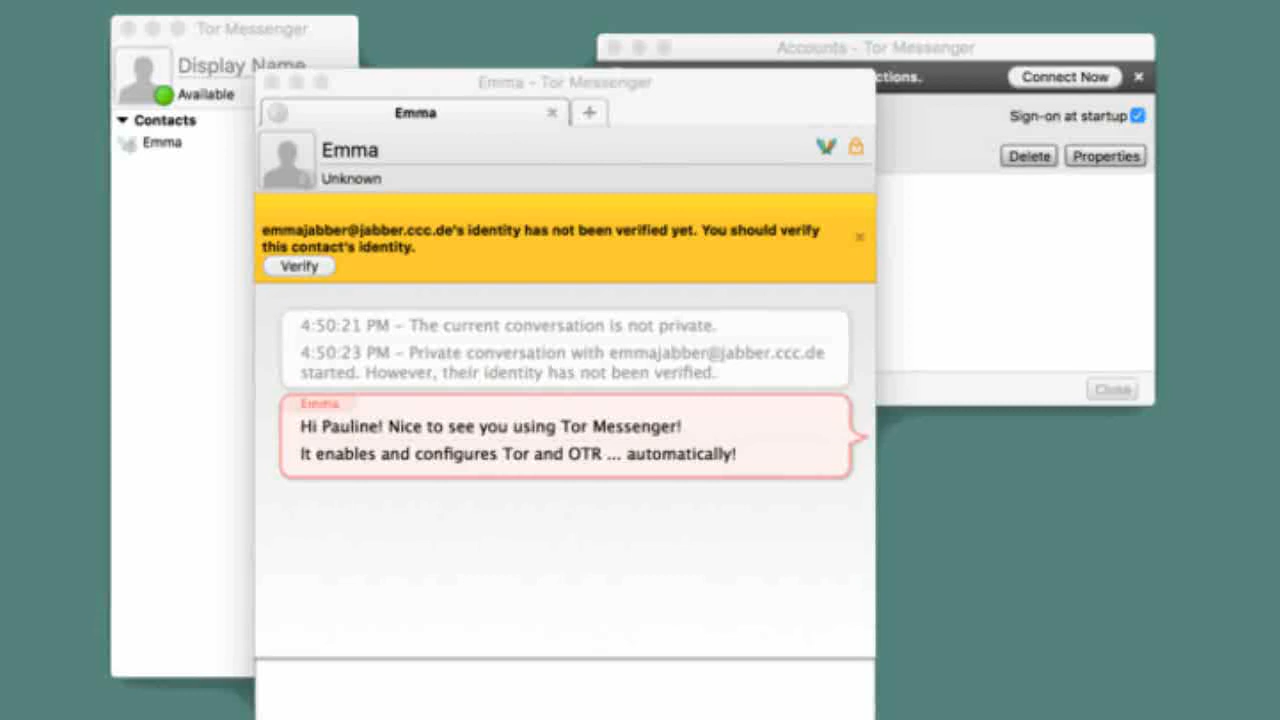 Tor Messenger
Display Name
Available
Contacts
Emma
Accounts - Tor Messenger
ctions.
Connect Now
Sign-on at startup
Delete
Properties
Close
Emma - Tor Messenger
Emma
Emma
Unknown
emmajabber@jabber.ccc.de's identity has not been verified yet. You should verify
this contact's identity.
Verify
4:50:21 PM – The current conversation is not private.
4:50:23 PM – Private conversation with emmajabber@jabber.ccc.de
started. However, their identity has not been verified.
Emma
Hi Pauline! Nice to see you using Tor Messenger!
It enables and configures Tor and OTR ... automatically!